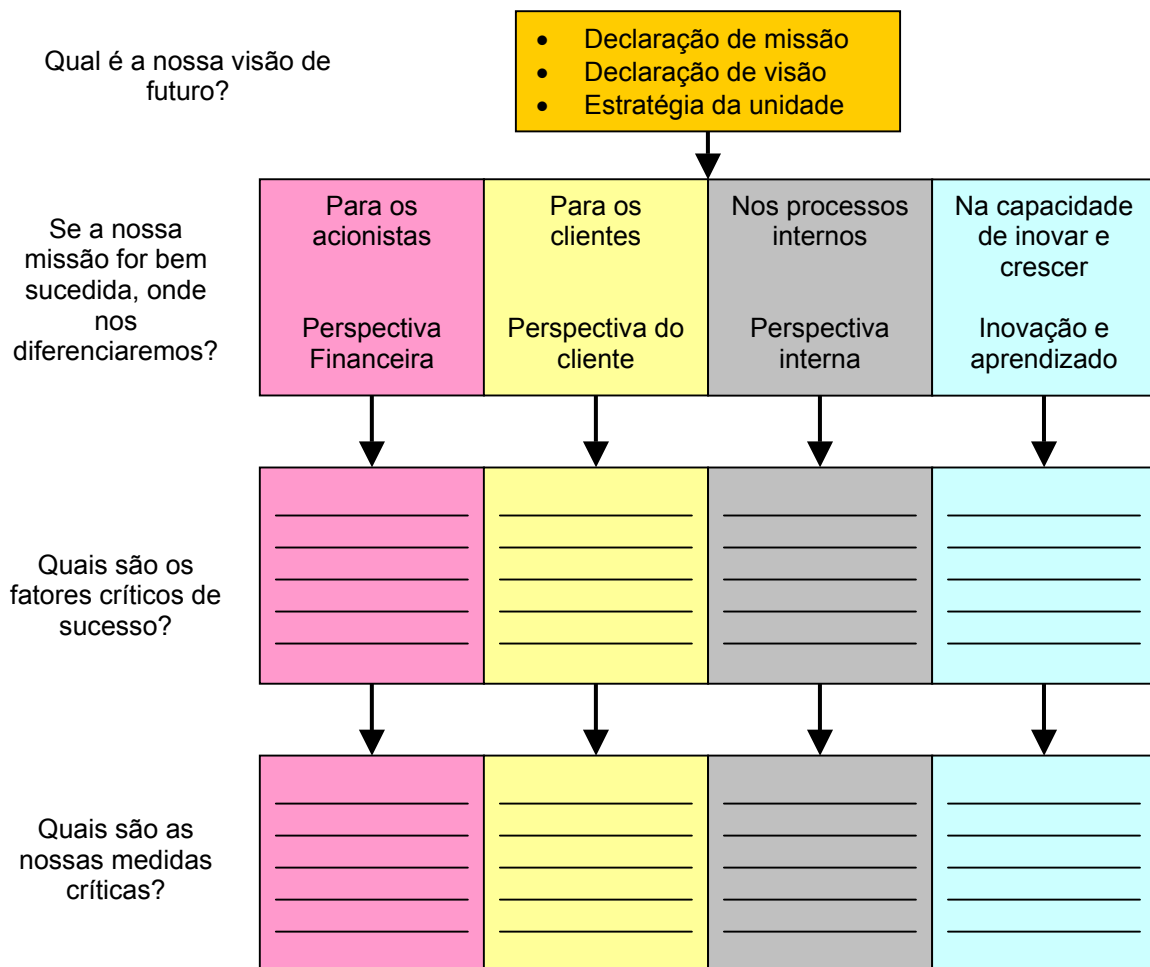 Qual é a nossa visão de
futuro?
• Declaração de missão
• Declaração de visão
• Estratégia da unidade
Se a nossa
missão for bem
sucedida, onde
nos
diferenciaremos?
Para os
acionistas
Perspectiva
Financeira
Para os
clientes
Perspectiva do
cliente
Nos processos
internos
Perspectiva
interna
Na capacidade
de inovar e
crescer
Inovação e
aprendizado
Quais são os
fatores críticos de
sucesso?
Quais são as
nossas medidas
críticas?